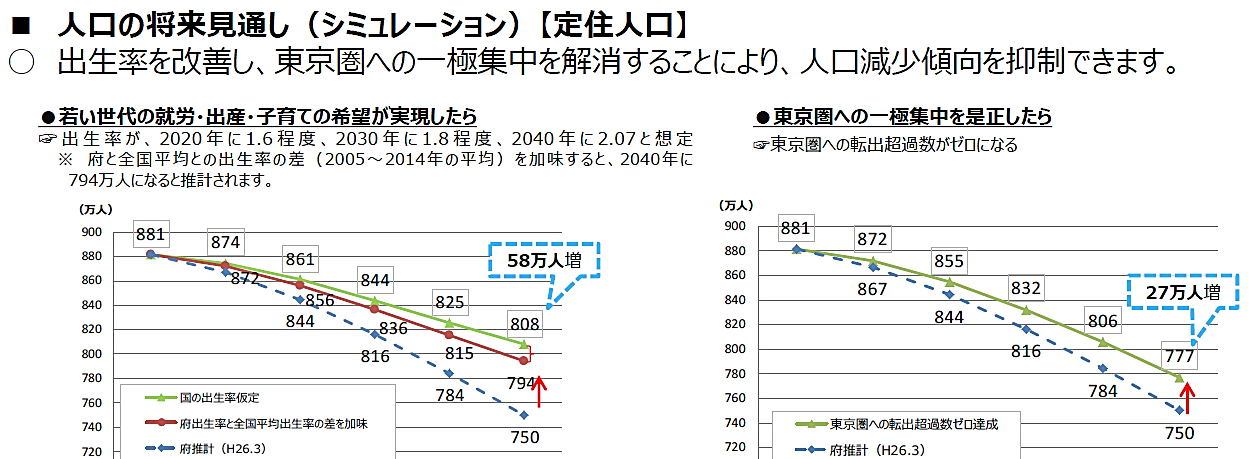 ■ 人口の将来見通し（シミュレーション）【定住人口】
○ 出生率を改善し、東京圏への一極集中を解消することにより、人口減少傾向を抑制できます。
●若い世代の就労・出産・子育ての希望が実現したら
☞出生率が、2020年に1.6程度、2030年に1.8程度、2040年に2.07と想定
※ 府と全国平均との出生率の差（2005～2014年の平均）を加味すると、2040年に
794万人になると推計されます。
（万人）
900
880
860
840
820
800
780
760
740
720
881
874
861
844
825
808
872
856
836
815
794
844
816
784
750
58万人増
国の出生率仮定
府出生率と全国平均出生率の差を加味
府推計（H26.3）
●東京圏への一極集中を是正したら
☞東京圏への転出超過数がゼロになる
（万人）
900
880
860
840
820
800
780
760
740
720
881
872
855
832
806
777
867
844
816
784
750
27万人増
東京圏への転出超過数ゼロ達成
府推計（H26.3）